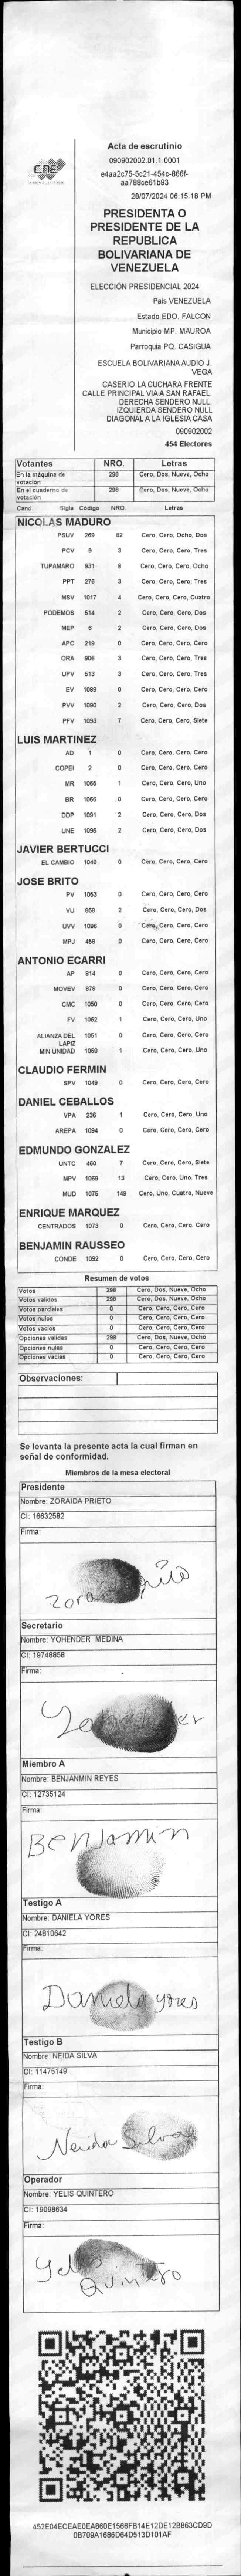 CNE
Acta de escrutinio
090902002.01.1.0001
e4aa2c75-5c21-454c-866f-
aa788ce61b93
28/07/2024 06:15:18 PM
PRESIDENTA O
PRESIDENTE DE LA
REPUBLICA
BOLIVARIANA DE
VENEZUELA
ELECCIÓN PRESIDENCIAL 2024
Pais VENEZUELA
Estado EDO. FALCON
Municipio MP. MAUROA
Parroquia PQ. CASIGUA
ESCUELA BOLIVARIANA AUDIO J.
VEGA
CASERIO LA CUCHARA FRENTE
CALLE PRINCIPAL VIA A SAN RAFAEL.
DERECHA SENDERO NULL.
IZQUIERDA SENDERO NULL
DIAGONAL A LA IGLESIA CASA
090902002
454 Electores
Votantes NRO. Letras
En la máquina de votación 298 Cero, Dos, Nueve, Ocho
En el cuaderno de votación 298 Cero, Dos, Nueve, Ocho
Cand Sigla Código NRO. Letras
NICOLAS MADURO
PSUV 269 82 Cero, Cero, Ocho, Dos
PCV 9 3 Cero, Cero, Cero, Tres
TUPAMARO 931 8 Cero, Cero, Cero, Ocho
PPT 276 3 Cero, Cero, Cero, Tres
MSV 1017 4 Cero, Cero, Cero, Cuatro
PODEMOS 514 2 Cero, Cero, Cero, Dos
MEP 6 2 Cero, Cero, Cero, Dos
APC 219 0 Cero, Cero, Cero, Cero
ORA 906 3 Cero, Cero, Cero, Tres
UPV 513 3 Cero, Cero, Cero, Tres
EV 1089 0 Cero, Cero, Cero, Cero
PVV 1090 2 Cero, Cero, Cero, Dos
PFV 1093 7 Cero, Cero, Cero, Siete
LUIS MARTINEZ
AD 1 0 Cero, Cero, Cero, Cero
COPEI 2 0 Cero, Cero, Cero, Cero
MR 1065 1 Cero, Cero, Cero, Uno
BR 1066 0 Cero, Cero, Cero, Cero
DDP 1091 2 Cero, Cero, Cero, Dos
UNE 1095 2 Cero, Cero, Cero, Dos
JAVIER BERTUCCI
EL CAMBIO 1048 0 Cero, Cero, Cero, Cero
JOSE BRITO
PV 1053 0 Cero, Cero, Cero, Cero
VU 868 2 Cero, Cero, Cero, Dos
UVV 1096 0 Cero, Cero, Cero, Cero
MPJ 458 0 Cero, Cero, Cero, Cero
ANTONIO ECARRI
AP 914 0 Cero, Cero, Cero, Cero
MOVEV 878 0 Cero, Cero, Cero, Cero
CMC 1050 0 Cero, Cero, Cero, Cero
FV 1062 1 Cero, Cero, Cero, Uno
ALIANZA DEL LAPIZ 1051 0 Cero, Cero, Cero, Cero
MIN UNIDAD 1069 1 Cero, Cero, Cero, Uno
CLAUDIO FERMIN
SPV 1049 0 Cero, Cero, Cero, Cero
DANIEL CEBALLOS
VPA 236 1 Cero, Cero, Cero, Uno
AREPA 1094 0 Cero, Cero, Cero, Cero
EDMUNDO GONZALEZ
UNTC 460 7 Cero, Cero, Cero, Siete
MPV 1069 13 Cero, Cero, Uno, Tres
MUD 1075 149 Cero, Uno, Cuatro, Nueve
ENRIQUE MARQUEZ
CENTRADOS 1073 0 Cero, Cero, Cero, Cero
BENJAMIN RAUSSEO
CONDE 1092 0 Cero, Cero, Cero, Cero
Resumen de votos
Votos 298 Cero, Dos, Nueve, Ocho
Votos validos 298 Cero, Dos, Nueve, Ocho
Votos parciales 0 Cero, Cero, Cero, Cero
Votos nulos 0 Cero, Cero, Cero, Cero
Votos vacios 0 Cero, Cero, Cero, Cero
Opciones validas 298 Cero, Dos, Nueve, Ocho
Opciones nulas 0 Cero, Cero, Cero, Cero
Opciones vacias 0 Cero, Cero, Cero, Cero
Observaciones:
Se levanta la presente acta la cual firman en
señal de conformidad.
Miembros de la mesa electoral
Presidente
Nombre: ZORAIDA PRIETO
CI: 16632582
Firma:
Secretario
Nombre: YOHENDER MEDINA
CI: 19748858
Firma:
Miembro A
Nombre: BENJANMIN REYES
CI: 12735124
Firma:
Benjamin
Testigo A
Nombre: DANIELA YORES
CI: 24810642
Firma:
Daniela yores
Testigo B
Nombre: NEIDA SILVA
CI: 11475149
Firma:
Neida Silva
Operador
Nombre: YELIS QUINTERO
CI: 19098634
Firma:
Quintero
452E04ECEAE0EA860E1566FB14E12DE12B863CD9D
0B709A1686D64D513D101AF